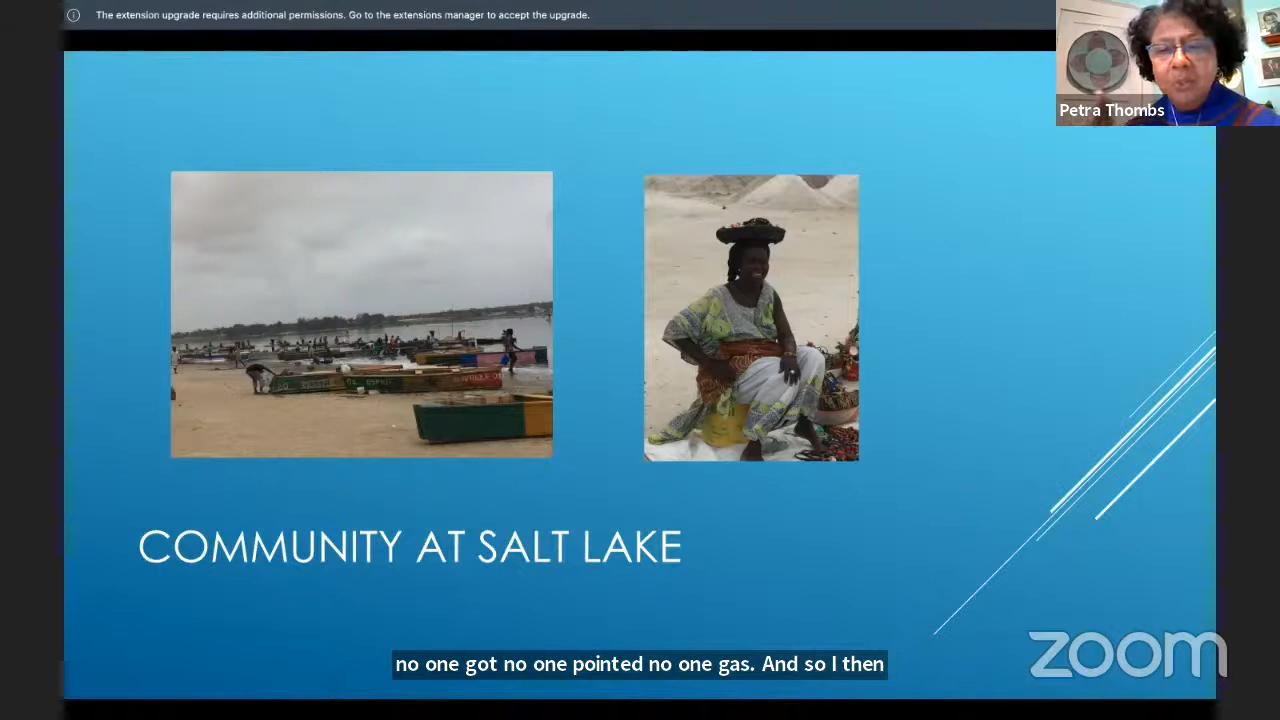 The extension upgrade requires additional permissions. Go to the extensions manager to accept the upgrade.
Petra Thombs
COMMUNITY AT SALT LAKE
no one got no one pointed no one gas. And so I then
zoom